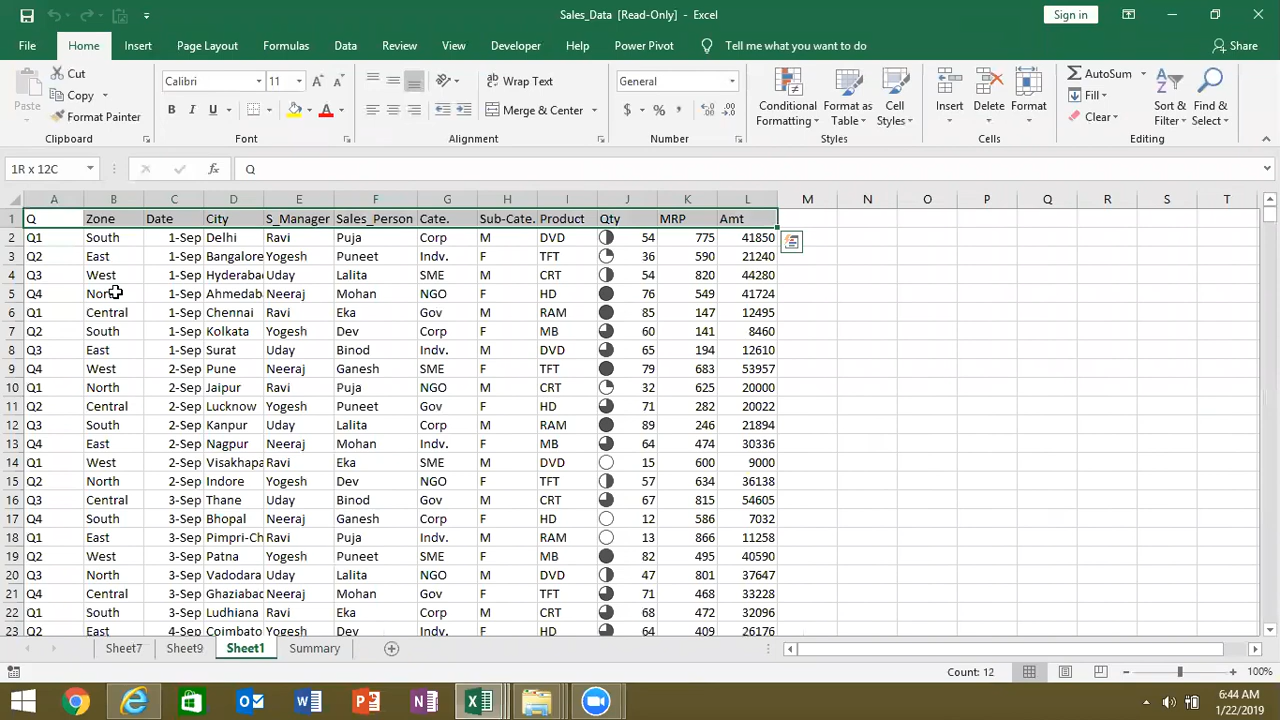 Sales_Data [Read-Only] - Excel
Sign in
File Home Insert Page Layout Formulas Data Review View Developer Help Power Pivot Tell me what you want to do Share
Paste
Cut
Copy
Format Painter
Clipboard
Calibri 11
B I U
Font
Wrap Text
Merge & Center
Alignment
General
$ %
Number
Conditional Formatting
Format as Table
Cell Styles
Styles
Insert Delete Format
Cells
AutoSum
Fill
Clear
Sort & Filter
Find & Select
Editing
1R x 12C fx Q
A B C D E F G H I J K L M N O P Q R S T
1 Q Zone Date City S_Manager Sales_Person Cate. Sub-Cate. Product Qty MRP Amt
2 Q1 South 1-Sep Delhi Ravi Puja Corp M DVD 54 775 41850
3 Q2 East 1-Sep Bangalore Yogesh Puneet Indv. F TFT 36 590 21240
4 Q3 West 1-Sep Hyderabad Uday Lalita SME M CRT 54 820 44280
5 Q4 North 1-Sep Ahmedab Neeraj Mohan NGO F HD 76 549 41724
6 Q1 Central 1-Sep Chennai Ravi Eka Gov M RAM 85 147 12495
7 Q2 South 1-Sep Kolkata Yogesh Dev Corp F MB 60 141 8460
8 Q3 East 1-Sep Surat Uday Binod Indv. M DVD 65 194 12610
9 Q4 West 2-Sep Pune Neeraj Ganesh SME F TFT 79 683 53957
10 Q1 North 2-Sep Jaipur Ravi Puja NGO M CRT 32 625 20000
11 Q2 Central 2-Sep Lucknow Yogesh Puneet Gov F HD 71 282 20022
12 Q3 South 2-Sep Kanpur Uday Lalita Corp M RAM 89 246 21894
13 Q4 East 2-Sep Nagpur Neeraj Mohan Indv. F MB 64 474 30336
14 Q1 West 2-Sep Visakhapa Ravi Eka SME M DVD 15 600 9000
15 Q2 North 2-Sep Indore Yogesh Dev NGO F TFT 57 634 36138
16 Q3 Central 3-Sep Thane Uday Binod Gov M CRT 67 815 54605
17 Q4 South 3-Sep Bhopal Neeraj Ganesh Corp F HD 12 586 7032
18 Q1 East 3-Sep Pimpri-Ch Ravi Puja Indv. M RAM 13 866 11258
19 Q2 West 3-Sep Patna Yogesh Puneet SME F MB 82 495 40590
20 Q3 North 3-Sep Vadodara Uday Lalita NGO M DVD 47 801 37647
21 Q4 Central 3-Sep Ghaziabad Neeraj Mohan Gov F TFT 71 468 33228
22 Q1 South 3-Sep Ludhiana Ravi Eka Corp M CRT 68 472 32096
23 Q2 East 4-Sep Coimbato Yogesh Dev Indv. F HD 64 409 26176
Sheet7 Sheet9 Sheet1 Summary
Count: 12 100%
6:44 AM
1/22/2019